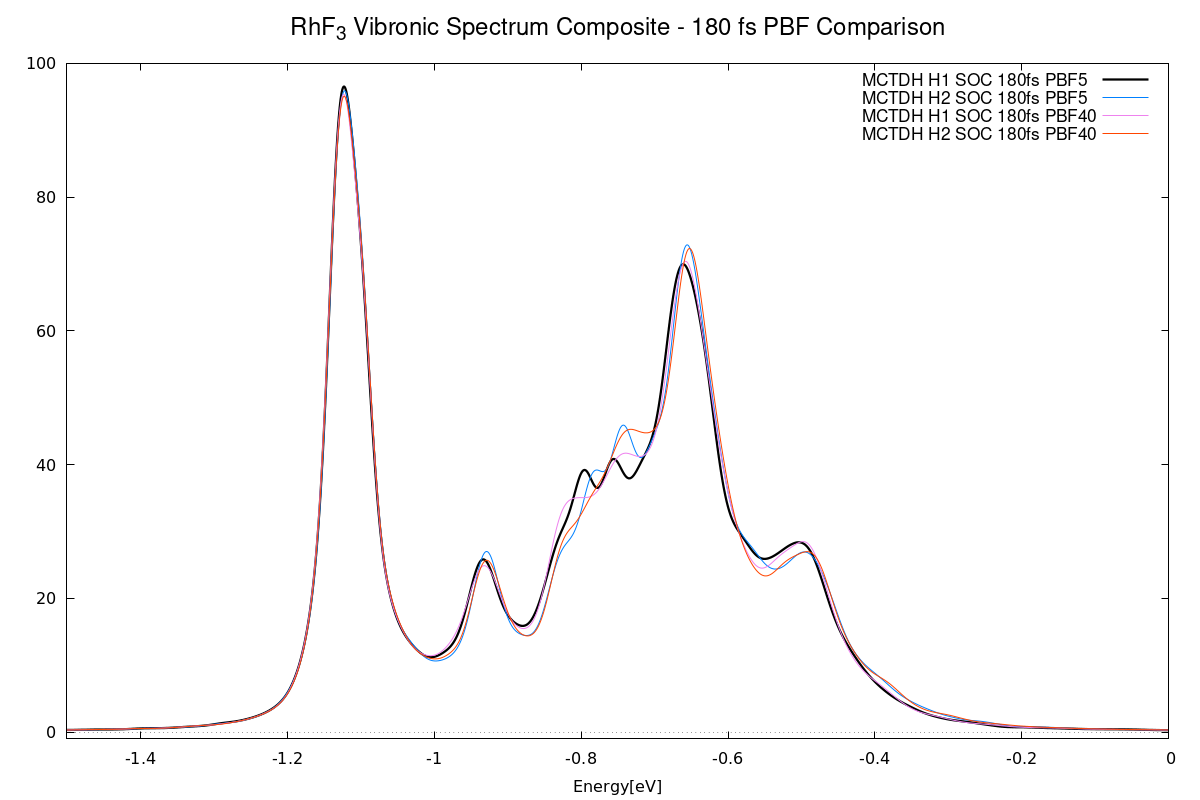 RhF3 Vibronic Spectrum Composite - 180 fs PBF Comparison
100
80
60
40
20
0
MCTDH H1 SOC 180fs PBF5
MCTDH H2 SOC 180fs PBF5
MCTDH H1 SOC 180fs PBF40
MCTDH H2 SOC 180fs PBF40
-1.4 -1.2 -1 -0.8 -0.6 -0.4 -0.2 0
Energy[eV]